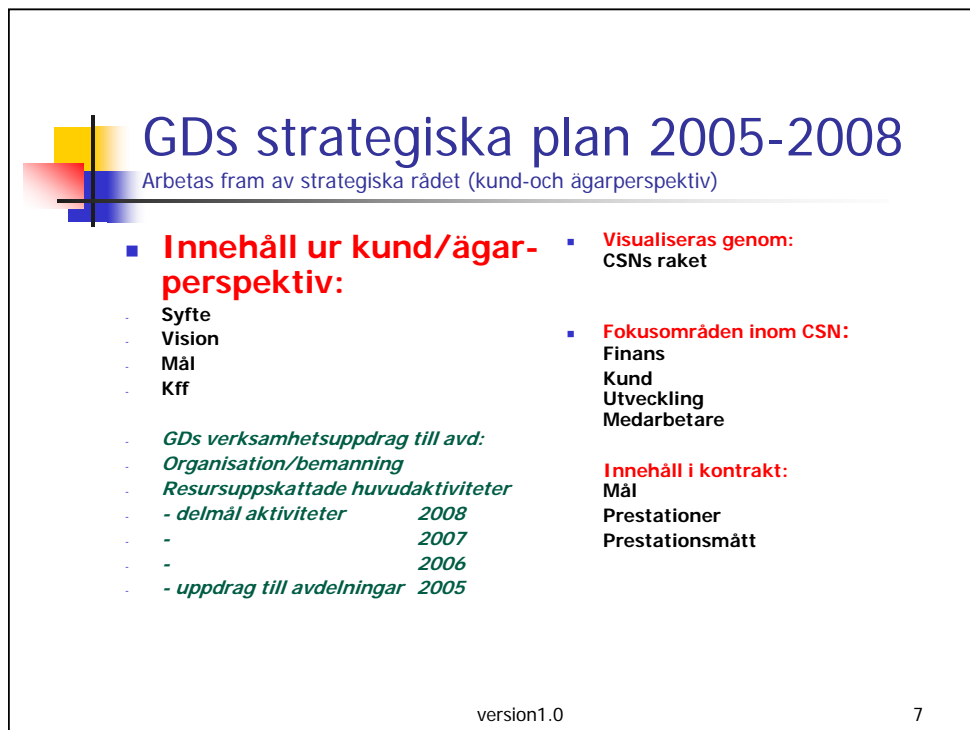 GDs strategiska plan 2005-2008
Arbetas fram av strategiska rådet (kund-och ägarperspektiv)
▪ Innehåll ur kund/ägar-
perspektiv:
- Syfte
- Vision
- Mål
- Kff
- GDs verksamhetsuppdrag till avd:
- Organisation/bemanning
- Resursuppskattade huvudaktiviteter
- - delmål aktiviteter 2008
- - 2007
- - 2006
- - uppdrag till avdelningar 2005
▪ Visualiseras genom:
CSNs raket
▪ Fokusområden inom CSN:
Finans
Kund
Utveckling
Medarbetare
Innehåll i kontrakt:
Mål
Prestationer
Prestationsmått
version1.0
7